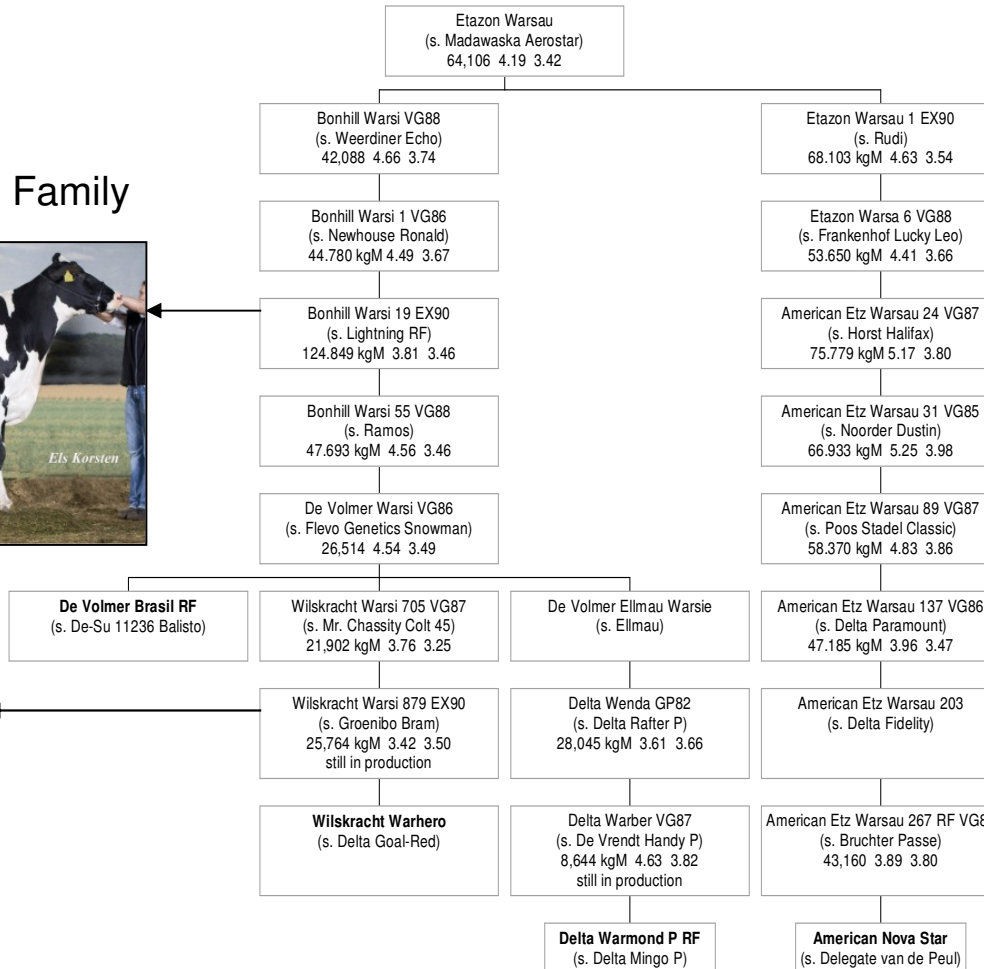 Etazon Warsau
(s. Madawaska Aerostar)
64,106 4.19 3.42
Bonhill Warsi VG88
(s. Weerdiner Echo)
42,088 4.66 3.74
Etazon Warsau 1 EX90
(s. Rudi)
68.103 kgM 4.63 3.54
Family
Bonhill Warsi 1 VG86
(s. Newhouse Ronald)
44.780 kgM 4.49 3.67
Etazon Warsa 6 VG88
(s. Frankenhof Lucky Leo)
53.650 kgM 4.41 3.66
Bonhill Warsi 19 EX90
(s. Lightning RF)
124.849 kgM 3.81 3.46
American Etz Warsau 24 VG87
(s. Horst Halifax)
75.779 kgM 5.17 3.80
Bonhill Warsi 55 VG88
(s. Ramos)
47.693 kgM 4.56 3.46
American Etz Warsau 31 VG85
(s. Noorder Dustin)
66.933 kgM 5.25 3.98
Els Korsten
De Volmer Warsi VG86
(s. Flevo Genetics Snowman)
26,514 4.54 3.49
American Etz Warsau 89 VG87
(s. Poos Stadel Classic)
58.370 kgM 4.83 3.86
De Volmer Brasil RF
(s. De-Su 11236 Balisto)
Wilskracht Warsi 705 VG87
(s. Mr. Chassity Colt 45)
21,902 kgM 3.76 3.25
De Volmer Ellmau Warsie
(s. Ellmau)
American Etz Warsau 137 VG86
(s. Delta Paramount)
47.185 kgM 3.96 3.47
Wilskracht Warsi 879 EX90
(s. Groenibo Bram)
25,764 kgM 3.42 3.50
still in production
Delta Wenda GP82
(s. Delta Rafter P)
28,045 kgM 3.61 3.66
American Etz Warsau 203
(s. Delta Fidelity)
Wilskracht Warhero
(s. Delta Goal-Red)
Delta Warber VG87
(s. De Vrendt Handy P)
8,644 kgM 4.63 3.82
still in production
American Etz Warsau 267 RF VG8
(s. Bruchter Passe)
43,160 3.89 3.80
Delta Warmond P RF
(s. Delta Mingo P)
American Nova Star
(s. Delegate van de Peul)